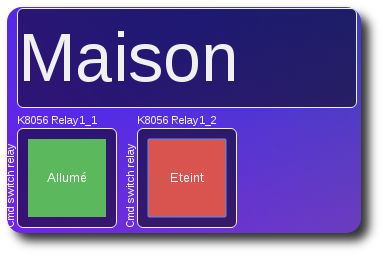 Maison
K8056 Relay1_1
K8056 Relay1_2
Cmd switch relay
Allumé
Cmd switch relay
Eteint